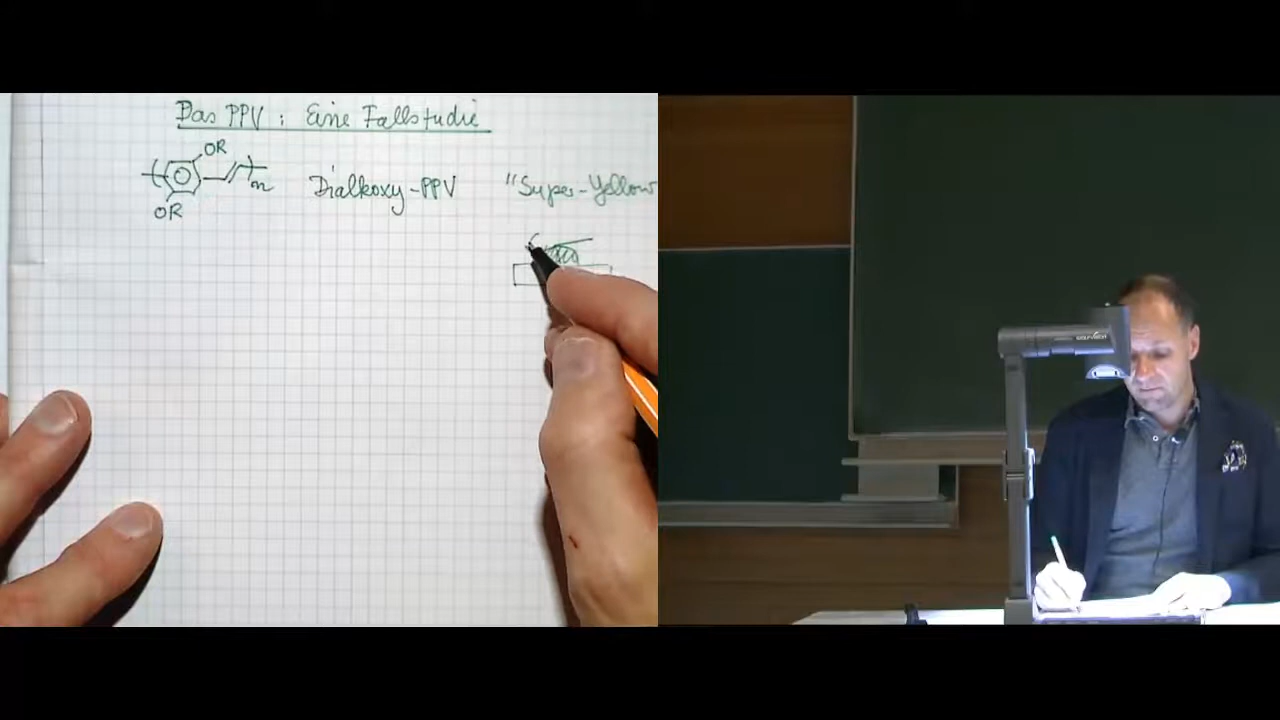 Das PPV : Eine Fallstudie
OR
n
Dialkoxy-PPV
"Super-Yellow
OR